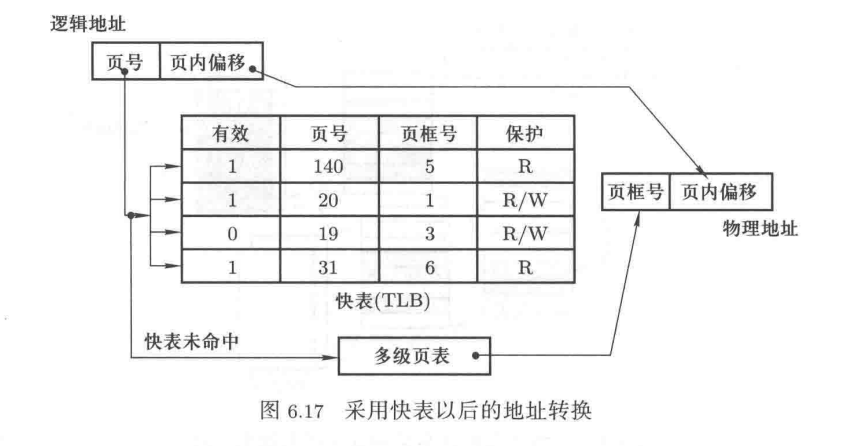 逻辑地址
页号 页内偏移
有效 页号 页框号 保护
1 140 5 R
1 20 1 R/W
0 19 3 R/W
1 31 6 R
快表(TLB)
页框号 页内偏移
物理地址
快表未命中
多级页表
图 6.17 采用快表以后的地址转换